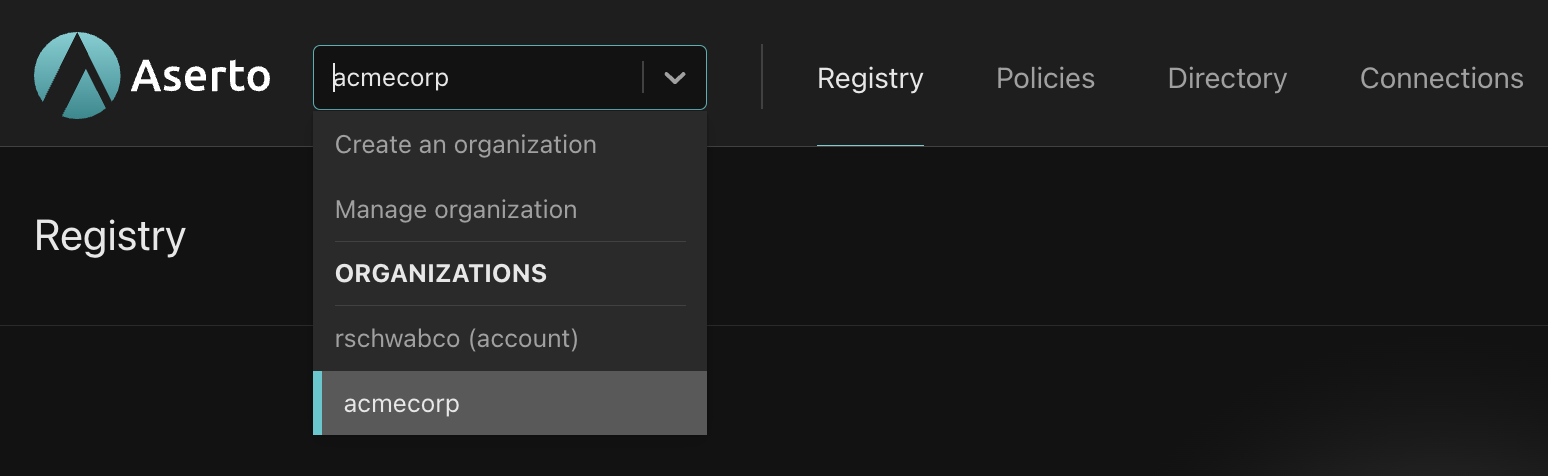 Aserto
acmecorp
Registry
Policies
Directory
Connections
Create an organization
Manage organization
Registry
ORGANIZATIONS
rschwabco (account)
acmecorp